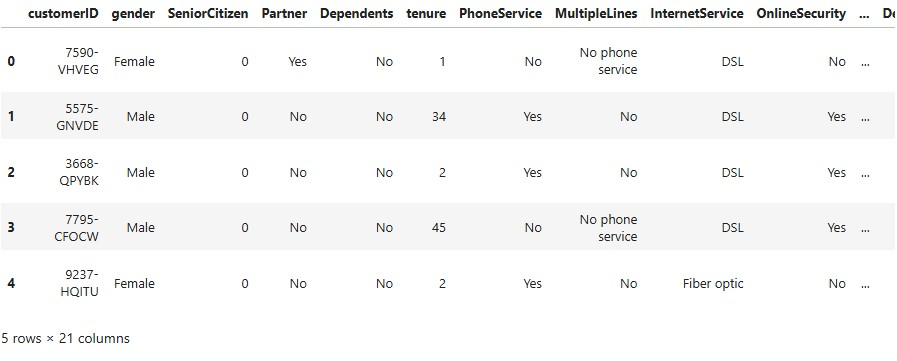 customerID gender SeniorCitizen Partner Dependents tenure PhoneService MultipleLines InternetService OnlineSecurity ... De
0 7590-VHVEG Female 0 Yes No 1 No No phone service DSL No ...
1 5575-GNVDE Male 0 No No 34 Yes No DSL Yes ...
2 3668-QPYBK Male 0 No No 2 Yes No DSL Yes ...
3 7795-CFOCW Male 0 No No 45 No No phone service DSL Yes ...
4 9237-HQITU Female 0 No No 2 Yes No Fiber optic No ...
5 rows × 21 columns